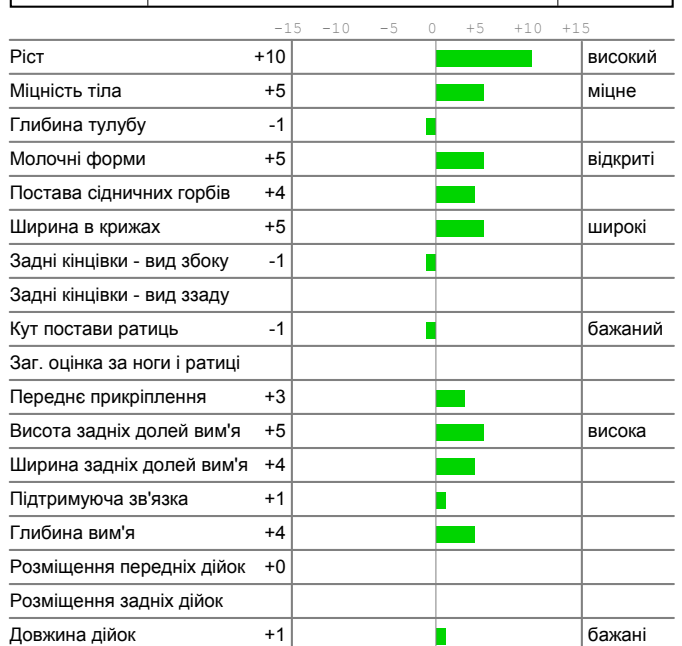 -15 -10 -5 0 +5 +10 +15
Ріст +10 високий
Міцність тіла +5 міцне
Глибина тулубу -1
Молочні форми +5 відкриті
Постава сідничних горбів +4
Ширина в крижах +5 широкі
Задні кінцівки - вид збоку -1
Задні кінцівки - вид ззаду
Кут постави ратиць -1 бажаний
Заг. оцінка за ноги і ратиці
Переднє прикріплення +3
Висота задніх долей вим'я +5 висока
Ширина задніх долей вим'я +4
Підтримуюча зв'язка +1
Глибина вим'я +4
Розміщення передніх дійок +0
Розміщення задніх дійок
Довжина дійок +1 бажані